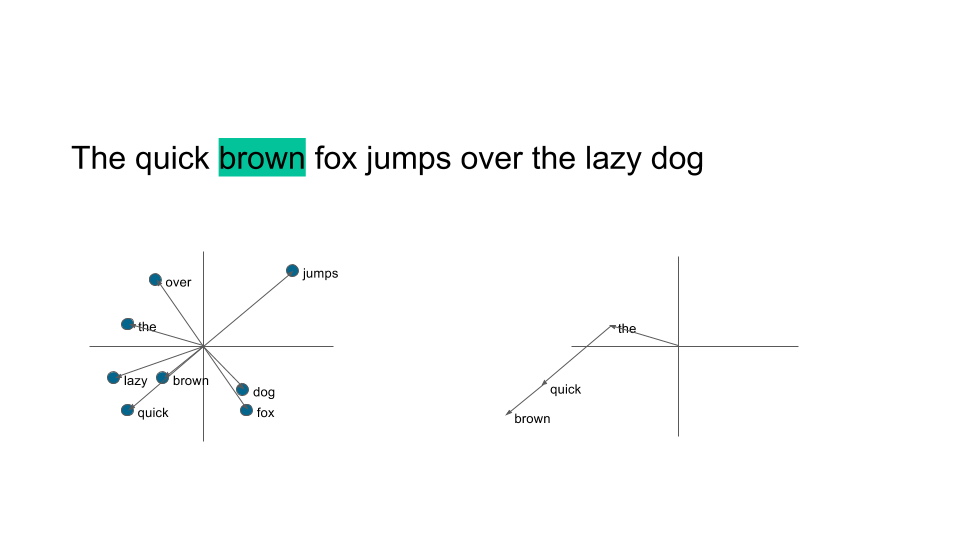 The quick brown fox jumps over the lazy dog
jumps
over
the
the
lazy
brown
quick
dog
fox
quick
brown